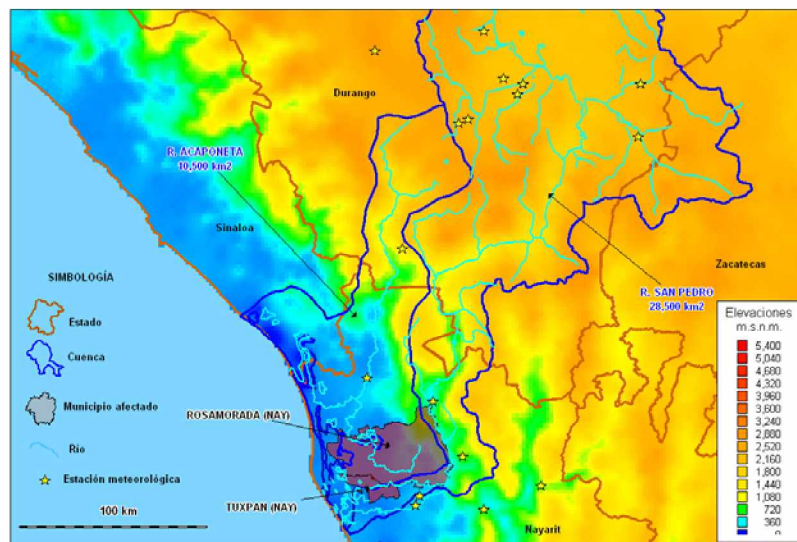 Durango
R. ACAPONETA
10,500 km2
Sinaloa
Zacatecas
R. SAN PEDRO
28,500 km2
SIMBOLOGÍA
Estado
Cuenca
Municipio afectado
Río
Estación meteorológica
100 km
ROSAMORADA (NAY)
TUXPAN (NAY)
Nayarit
Elevaciones
m.s.n.m.
5,400
5,040
4,680
4,320
3,960
3,600
3,240
2,880
2,520
2,160
1,800
1,440
1,080
720
360